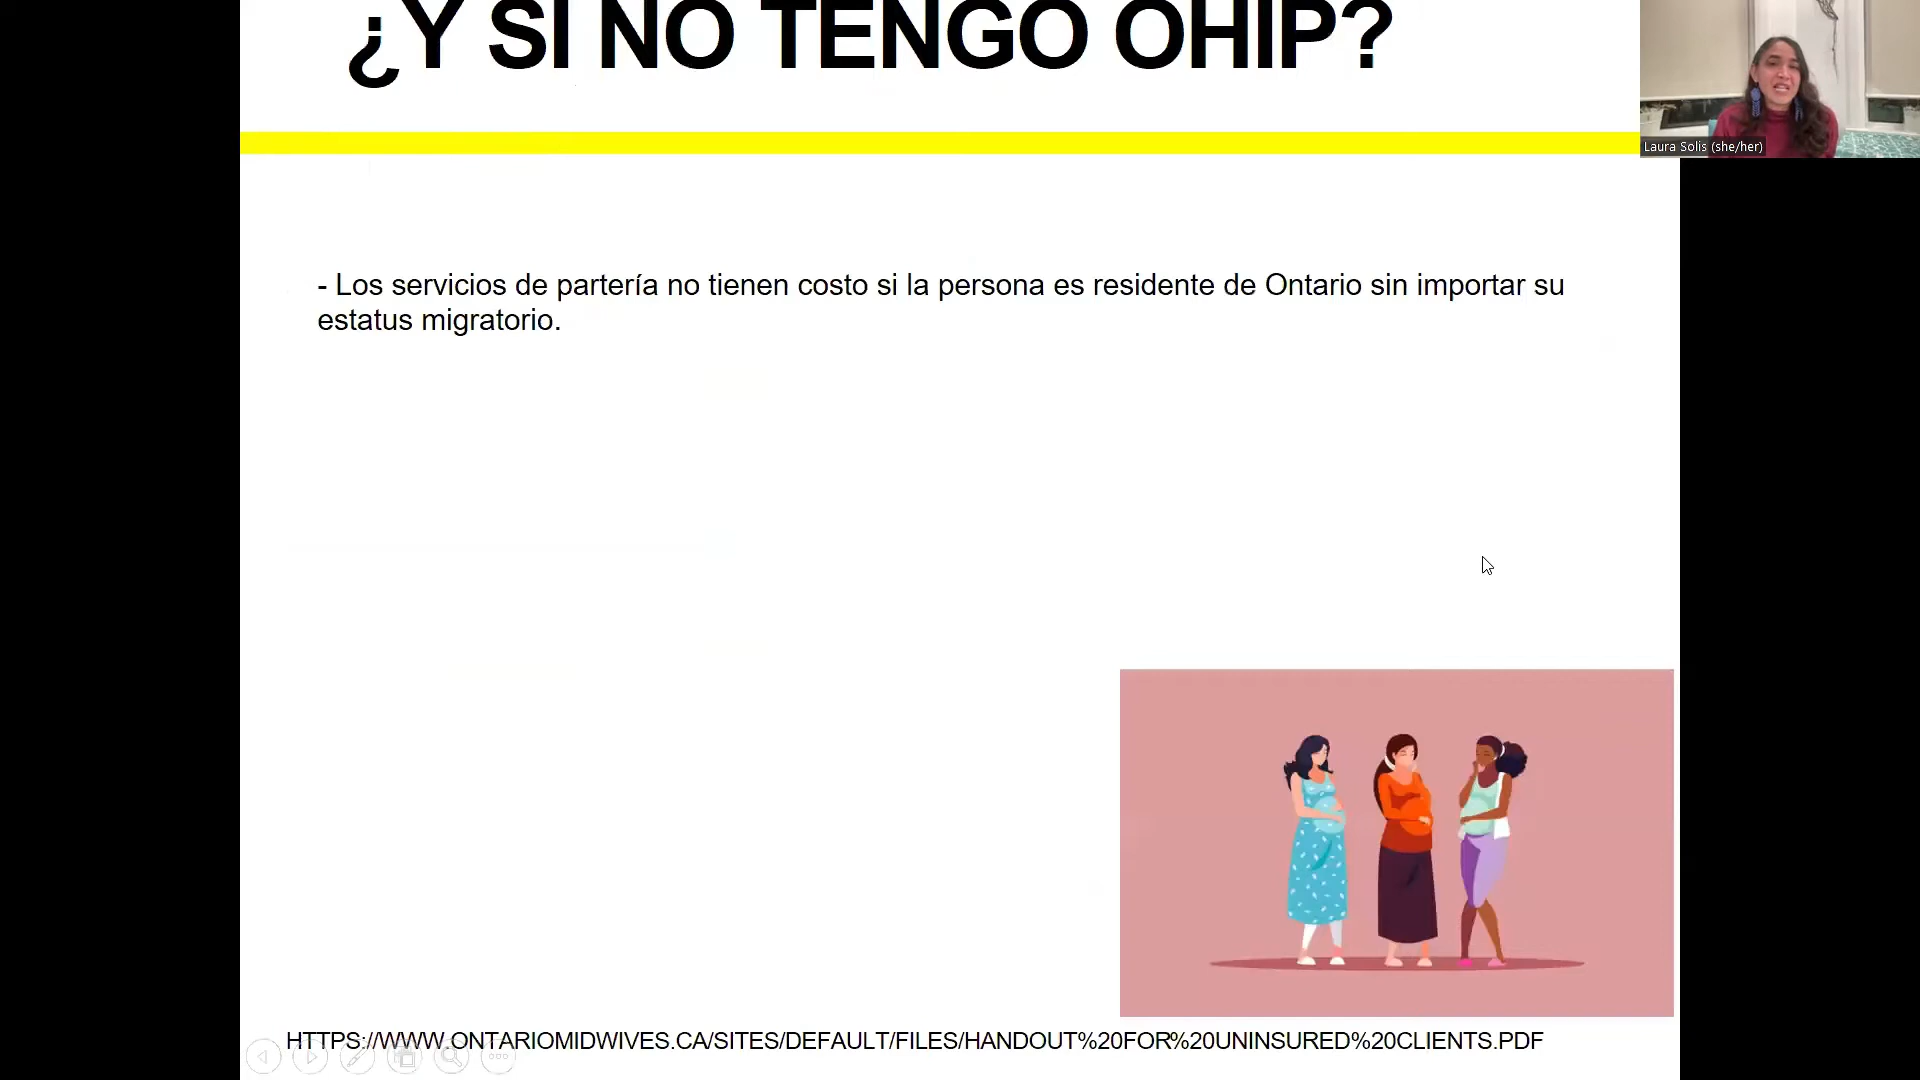 ¿Y SI NO TENGO OHIP?
Laura Solis (she/her)
- Los servicios de partería no tienen costo si la persona es residente de Ontario sin importar su
estatus migratorio.
HTTPS://WWW.ONTARIOMIDWIVES.CA/SITES/DEFAULT/FILES/HANDOUT%20FOR%20UNINSURED%20CLIENTS.PDF